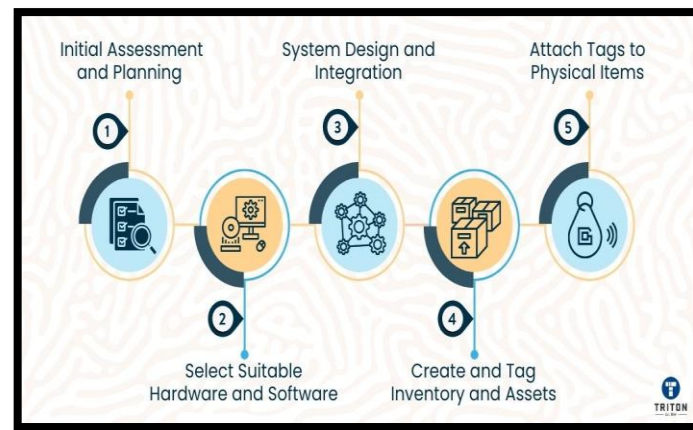 Initial Assessment
and Planning
1
Select Suitable
Hardware and Software
2
System Design and
Integration
3
Create and Tag
Inventory and Assets
4
Attach Tags to
Physical Items
5
TRITON